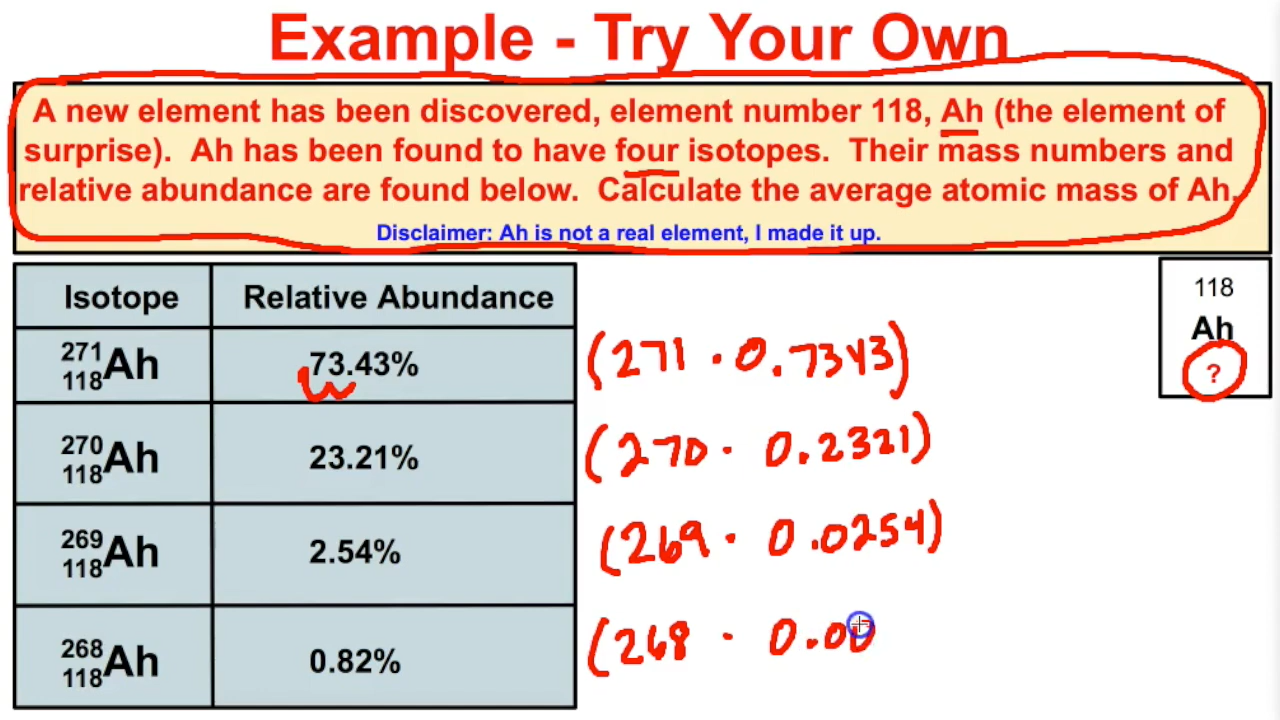 Example - Try Your Own
A new element has been discovered, element number 118, Ah (the element of
surprise). Ah has been found to have four isotopes. Their mass numbers and
relative abundance are found below. Calculate the average atomic mass of Ah.
Disclaimer: Ah is not a real element, I made it up.
118
Ah
?
Isotope Relative Abundance
271
118 Ah 73.43% (271 · 0.7343)
270
118 Ah 23.21% (270 · 0.2321)
269
118 Ah 2.54% (269 · 0.0254)
268
118 Ah 0.82% (268 · 0.00